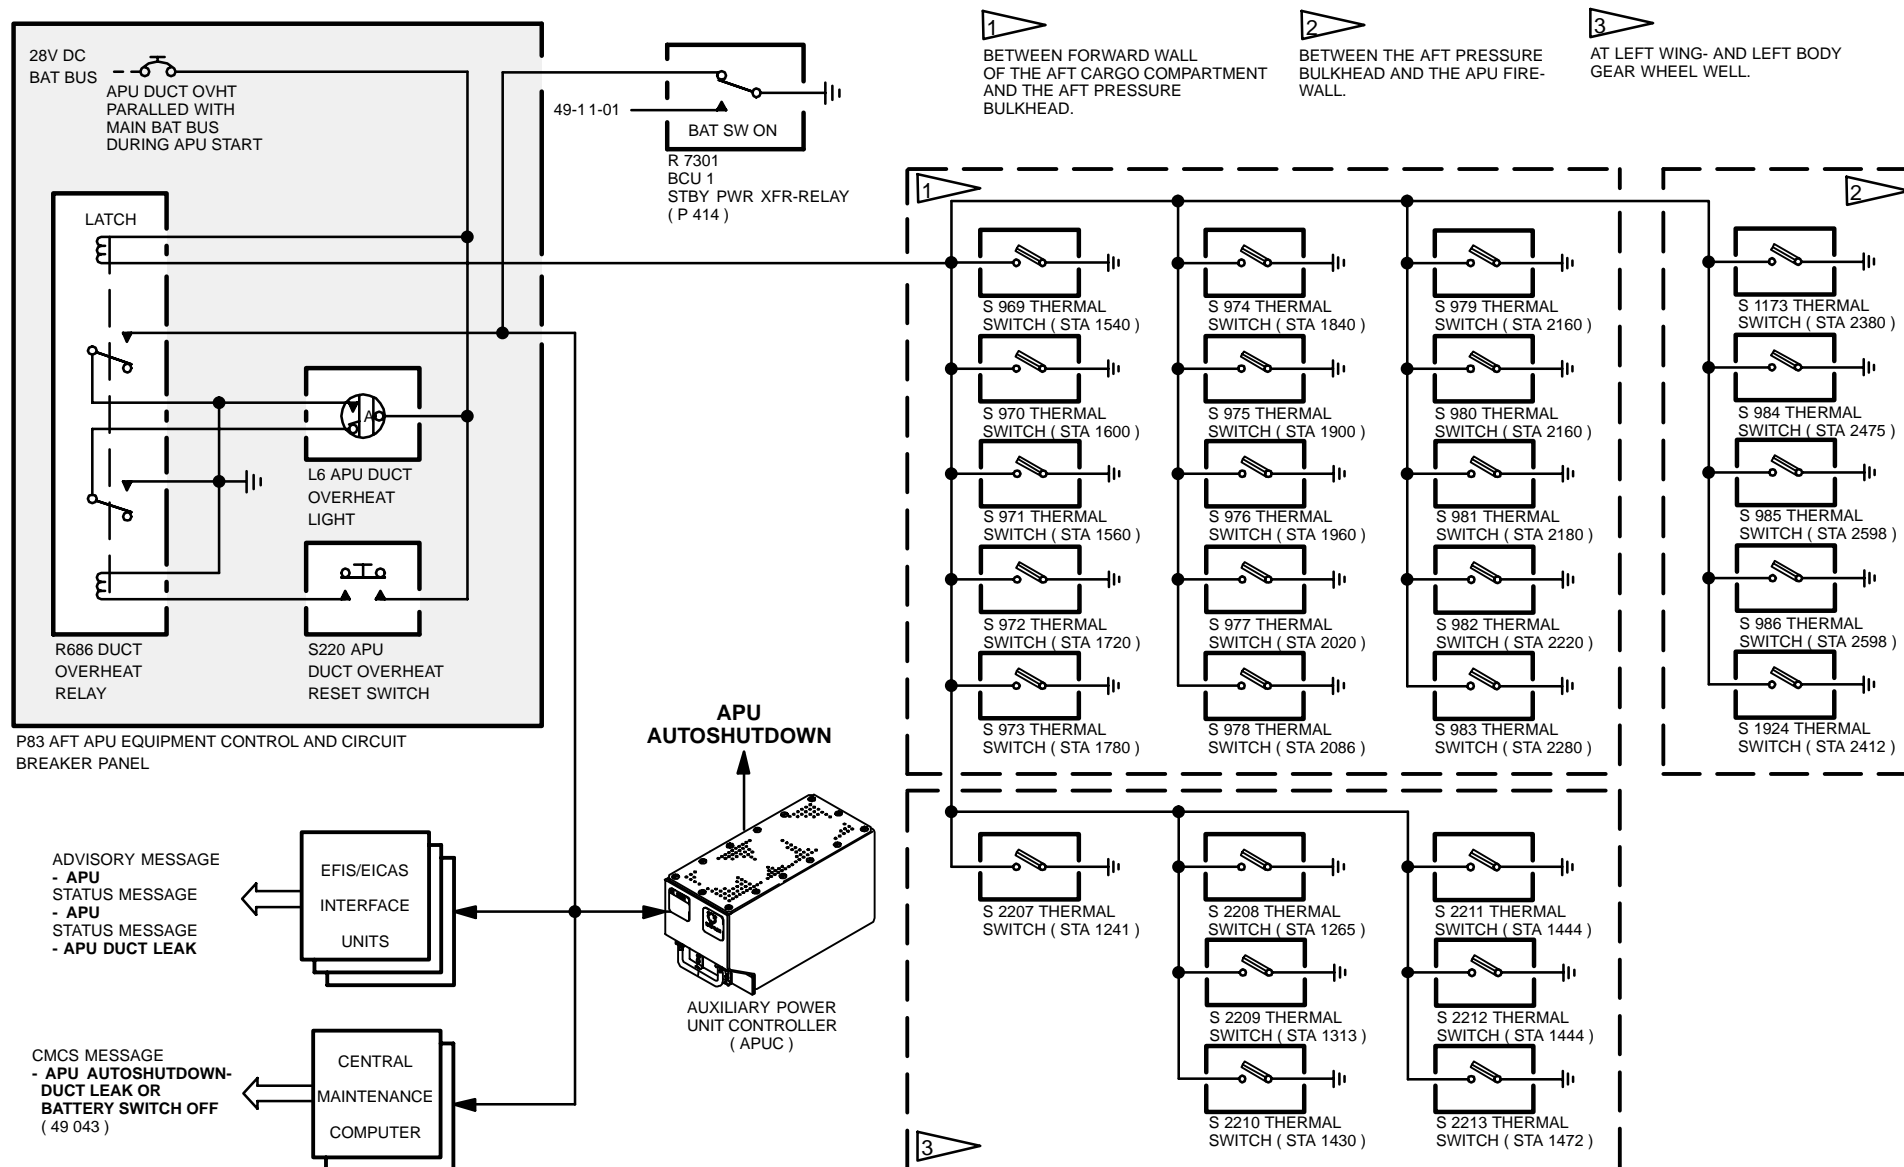 28V DC
BAT BUS
APU DUCT OVHT
PARALLED WITH
MAIN BAT BUS
DURING APU START
LATCH
A
L6 APU DUCT
OVERHEAT
LIGHT
R686 DUCT
OVERHEAT
RELAY
S220 APU
DUCT OVERHEAT
RESET SWITCH
P83 AFT APU EQUIPMENT CONTROL AND CIRCUIT
BREAKER PANEL
49-11-01
BAT SW ON
R 7301
BCU 1
STBY PWR XFR-RELAY
( P 414 )
1
BETWEEN FORWARD WALL
OF THE AFT CARGO COMPARTMENT
AND THE AFT PRESSURE
BULKHEAD.
2
BETWEEN THE AFT PRESSURE
BULKHEAD AND THE APU FIRE-
WALL.
3
AT LEFT WING- AND LEFT BODY
GEAR WHEEL WELL.
1
S 969 THERMAL
SWITCH ( STA 1540 )
S 970 THERMAL
SWITCH ( STA 1600 )
S 971 THERMAL
SWITCH ( STA 1560 )
S 972 THERMAL
SWITCH ( STA 1720 )
S 973 THERMAL
SWITCH ( STA 1780 )
S 974 THERMAL
SWITCH ( STA 1840 )
S 975 THERMAL
SWITCH ( STA 1900 )
S 976 THERMAL
SWITCH ( STA 1960 )
S 977 THERMAL
SWITCH ( STA 2020 )
S 978 THERMAL
SWITCH ( STA 2086 )
S 979 THERMAL
SWITCH ( STA 2160 )
S 980 THERMAL
SWITCH ( STA 2160 )
S 981 THERMAL
SWITCH ( STA 2180 )
S 982 THERMAL
SWITCH ( STA 2220 )
S 983 THERMAL
SWITCH ( STA 2280 )
2
S 1173 THERMAL
SWITCH ( STA 2380 )
S 984 THERMAL
SWITCH ( STA 2475 )
S 985 THERMAL
SWITCH ( STA 2598 )
S 986 THERMAL
SWITCH ( STA 2598 )
S 1924 THERMAL
SWITCH ( STA 2412 )
APU
AUTOSHUTDOWN
AUXILIARY POWER
UNIT CONTROLLER
( APUC )
ADVISORY MESSAGE
- APU
STATUS MESSAGE
- APU
STATUS MESSAGE
- APU DUCT LEAK
EFIS/EICAS
INTERFACE
UNITS
CMCS MESSAGE
- APU AUTOSHUTDOWN-
DUCT LEAK OR
BATTERY SWITCH OFF
( 49 043 )
CENTRAL
MAINTENANCE
COMPUTER
S 2207 THERMAL
SWITCH ( STA 1241 )
S 2208 THERMAL
SWITCH ( STA 1265 )
S 2209 THERMAL
SWITCH ( STA 1313 )
S 2210 THERMAL
SWITCH ( STA 1430 )
S 2211 THERMAL
SWITCH ( STA 1444 )
S 2212 THERMAL
SWITCH ( STA 1444 )
S 2213 THERMAL
SWITCH ( STA 1472 )
3